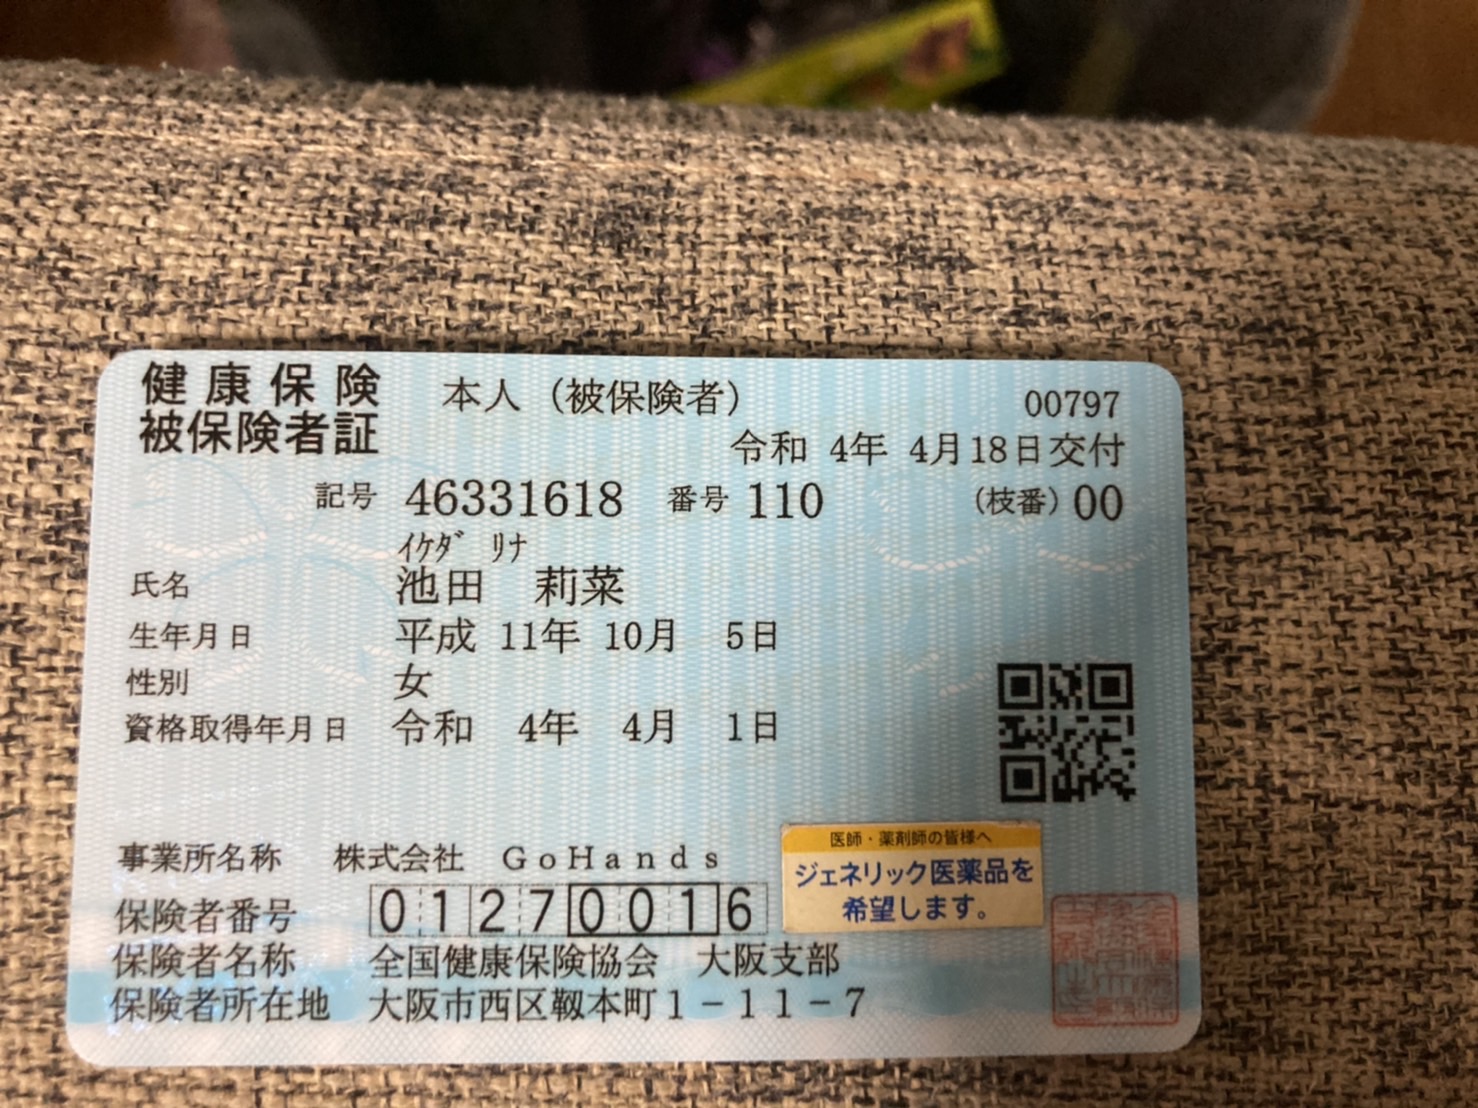 健康保険 本人（被保険者） 00797
被保険者証
令和 4年 4月18日交付
記号 46331618 番号 110 （枝番）00
ｲｹﾀﾞ ﾘﾅ
氏名 池田 莉菜
生年月日 平成 11年 10月 5日
性別 女
資格取得年月日 令和 4年 4月 1日
事業所名称 株式会社 ＧｏＨａｎｄｓ
保険者番号 01270016
保険者名称 全国健康保険協会 大阪支部
保険者所在地 大阪市西区靱本町１－１１－７
医師・薬剤師の皆様へ
ジェネリック医薬品を
希望します。